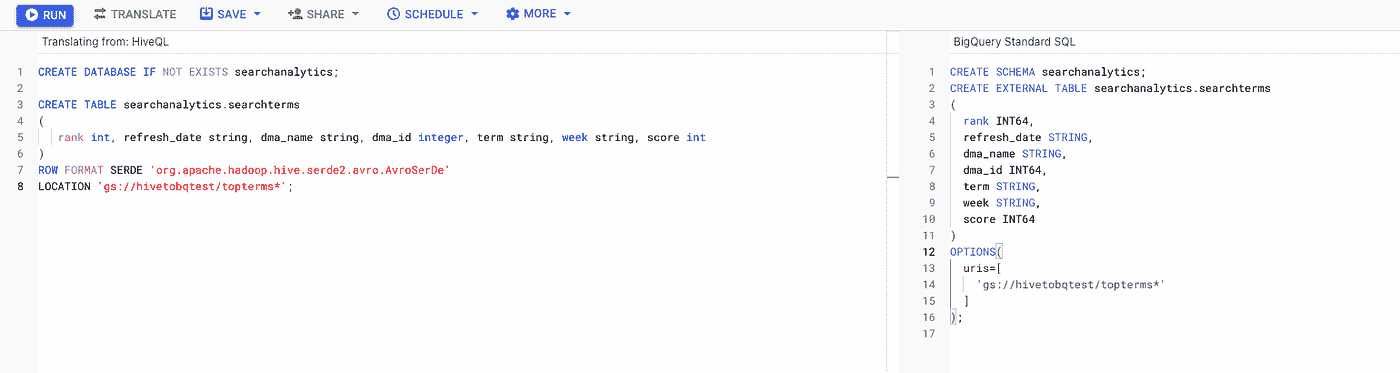 RUN TRANSLATE SAVE SHARE SCHEDULE MORE
Translating from: HiveQL
1 CREATE DATABASE IF NOT EXISTS searchanalytics;
2
3 CREATE TABLE searchanalytics.searchterms
4 (
5 rank int, refresh_date string, dma_name string, dma_id integer, term string, week string, score int
6 )
7 ROW FORMAT SERDE 'org.apache.hadoop.hive.serde2.avro.AvroSerDe'
8 LOCATION 'gs://hivetobqtest/topterms*';
BigQuery Standard SQL
1 CREATE SCHEMA searchanalytics;
2 CREATE EXTERNAL TABLE searchanalytics.searchterms
3 (
4 rank INT64,
5 refresh_date STRING,
6 dma_name STRING,
7 dma_id INT64,
8 term STRING,
9 week STRING,
10 score INT64
11 )
12 OPTIONS(
13 uris=[
14 'gs://hivetobqtest/topterms*'
15 ]
16 );
17